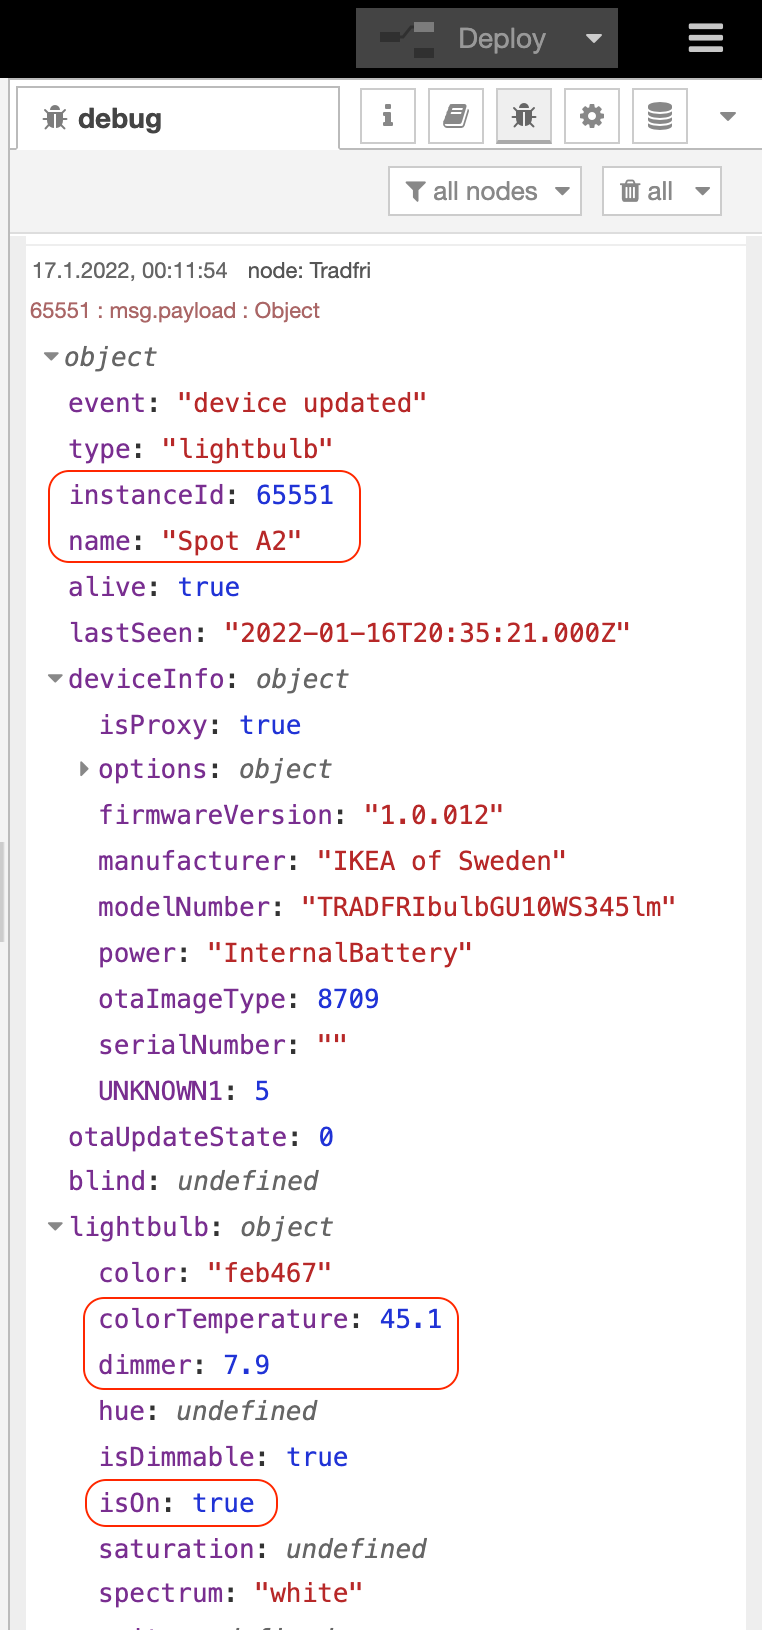 Deploy
debug
all nodes
all
17.1.2022, 00:11:54 node: Tradfri
65551 : msg.payload : Object
object
event: "device updated"
type: "lightbulb"
instanceId: 65551
name: "Spot A2"
alive: true
lastSeen: "2022-01-16T20:35:21.000Z"
deviceInfo: object
isProxy: true
options: object
firmwareVersion: "1.0.012"
manufacturer: "IKEA of Sweden"
modelNumber: "TRADFRIbulbGU10WS345lm"
power: "InternalBattery"
otaImageType: 8709
serialNumber: ""
UNKNOWN1: 5
otaUpdateState: 0
blind: undefined
lightbulb: object
color: "feb467"
colorTemperature: 45.1
dimmer: 7.9
hue: undefined
isDimmable: true
isOn: true
saturation: undefined
spectrum: "white"